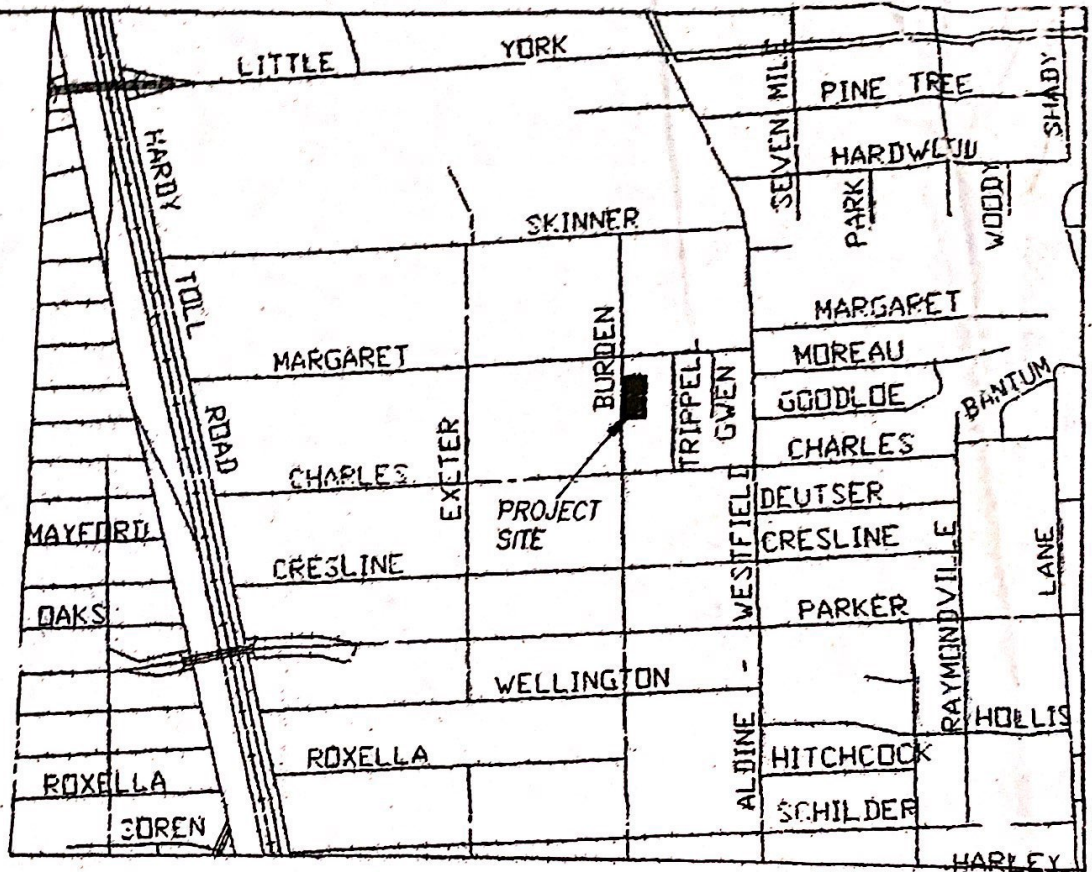 LITTLE YORK
SEVEN MILE
PINE TREE
SHADY
HARDY TOLL ROAD
HARDWOOD
PARK
WOODY
SKINNER
MARGARET
MARGARET
BURDEN
MOREAU
TRIPPEL
GWEN
GOODLOE
BANTUM
EXETER
CHARLES
CHARLES
PROJECT
SITE
DEUTSER
MAYFORD
CRESLINE
CRESLINE
ALDINE - WESTFIELD
RAYMONDVILLE
LANE
OAKS
PARKER
WELLINGTON
HOLLIS
ROXELLA
HITCHCOCK
ROXELLA
SCHILDER
HARLEY